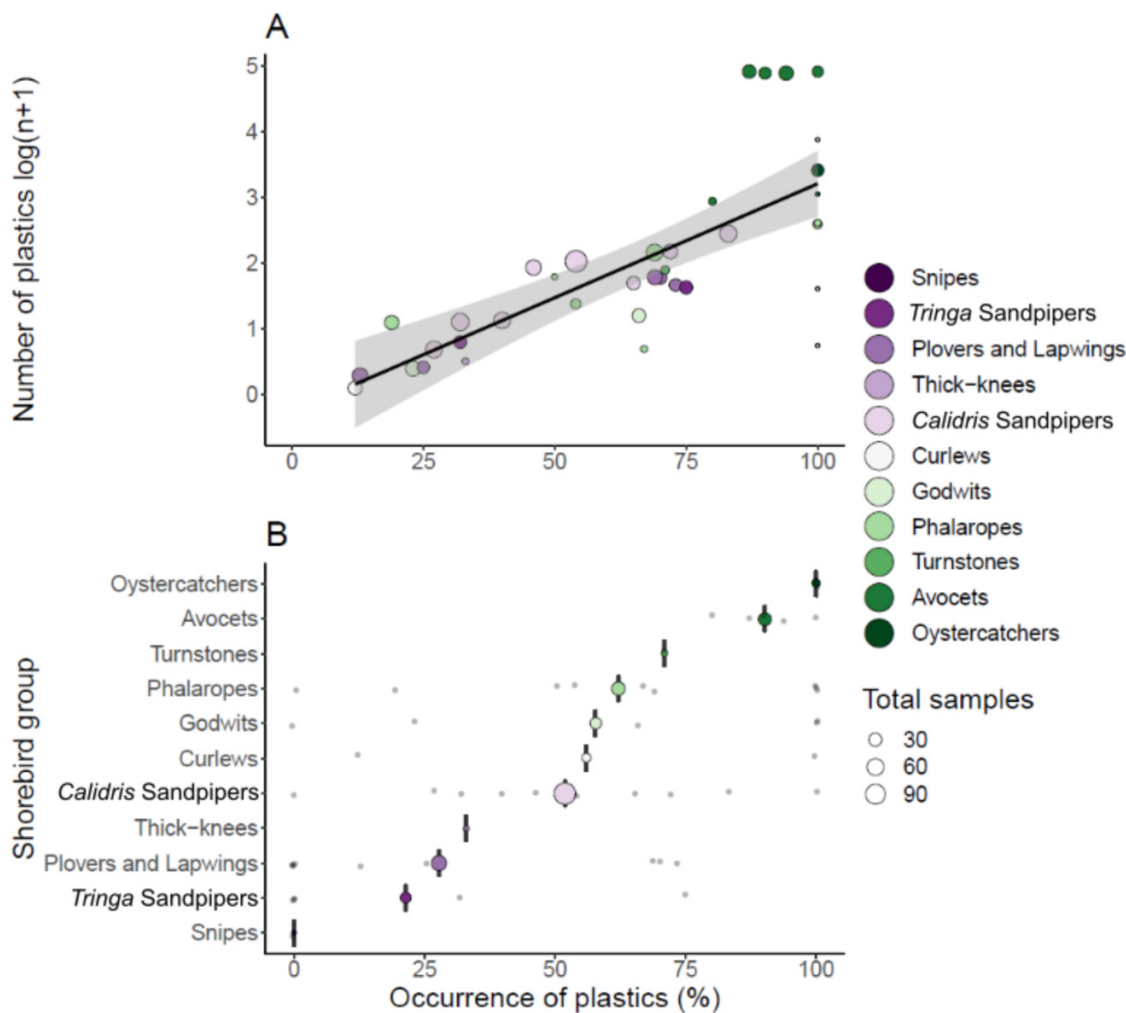 A
Number of plastics log(n+1)
5
4
3
2
1
0
0 25 50 75 100
Snipes
Tringa Sandpipers
Plovers and Lapwings
Thick−knees
Calidris Sandpipers
Curlews
Godwits
Phalaropes
Turnstones
Avocets
Oystercatchers
Total samples
30
60
90
B
Shorebird group
Oystercatchers
Avocets
Turnstones
Phalaropes
Godwits
Curlews
Calidris Sandpipers
Thick−knees
Plovers and Lapwings
Tringa Sandpipers
Snipes
0 25 50 75 100
Occurrence of plastics (%)